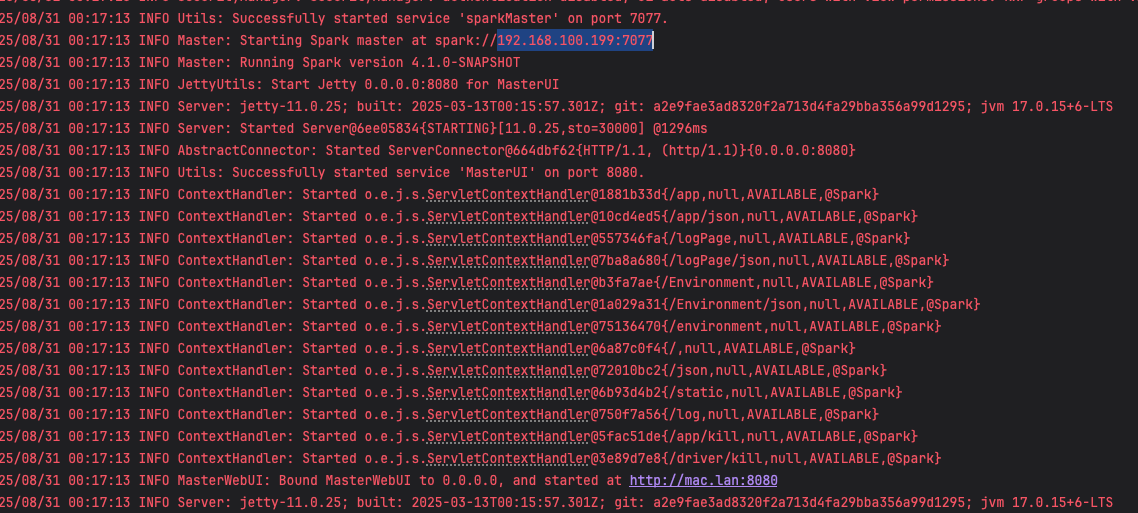 25/08/31 00:17:13 INFO Utils: Successfully started service 'sparkMaster' on port 7077.
25/08/31 00:17:13 INFO Master: Starting Spark master at spark://192.168.100.199:7077
25/08/31 00:17:13 INFO Master: Running Spark version 4.1.0-SNAPSHOT
25/08/31 00:17:13 INFO JettyUtils: Start Jetty 0.0.0.0:8080 for MasterUI
25/08/31 00:17:13 INFO Server: jetty-11.0.25; built: 2025-03-13T00:15:57.301Z; git: a2e9fae3ad8320f2a713d4fa29bba356a99d1295; jvm 17.0.15+6-LTS
25/08/31 00:17:13 INFO Server: Started Server@6ee05834{STARTING}[11.0.25,sto=30000] @1296ms
25/08/31 00:17:13 INFO AbstractConnector: Started ServerConnector@664dbf62{HTTP/1.1, (http/1.1)}{0.0.0.0:8080}
25/08/31 00:17:13 INFO Utils: Successfully started service 'MasterUI' on port 8080.
25/08/31 00:17:13 INFO ContextHandler: Started o.e.j.s.ServletContextHandler@1881b33d{/app,null,AVAILABLE,@Spark}
25/08/31 00:17:13 INFO ContextHandler: Started o.e.j.s.ServletContextHandler@10cd4ed5{/app/json,null,AVAILABLE,@Spark}
25/08/31 00:17:13 INFO ContextHandler: Started o.e.j.s.ServletContextHandler@557346fa{/logPage,null,AVAILABLE,@Spark}
25/08/31 00:17:13 INFO ContextHandler: Started o.e.j.s.ServletContextHandler@7ba8a680{/logPage/json,null,AVAILABLE,@Spark}
25/08/31 00:17:13 INFO ContextHandler: Started o.e.j.s.ServletContextHandler@b3fa7ae{/Environment,null,AVAILABLE,@Spark}
25/08/31 00:17:13 INFO ContextHandler: Started o.e.j.s.ServletContextHandler@1a029a31{/Environment/json,null,AVAILABLE,@Spark}
25/08/31 00:17:13 INFO ContextHandler: Started o.e.j.s.ServletContextHandler@75136470{/environment,null,AVAILABLE,@Spark}
25/08/31 00:17:13 INFO ContextHandler: Started o.e.j.s.ServletContextHandler@6a87c0f4{/,null,AVAILABLE,@Spark}
25/08/31 00:17:13 INFO ContextHandler: Started o.e.j.s.ServletContextHandler@72010bc2{/json,null,AVAILABLE,@Spark}
25/08/31 00:17:13 INFO ContextHandler: Started o.e.j.s.ServletContextHandler@6b93d4b2{/static,null,AVAILABLE,@Spark}
25/08/31 00:17:13 INFO ContextHandler: Started o.e.j.s.ServletContextHandler@750f7a56{/log,null,AVAILABLE,@Spark}
25/08/31 00:17:13 INFO ContextHandler: Started o.e.j.s.ServletContextHandler@5fac51de{/app/kill,null,AVAILABLE,@Spark}
25/08/31 00:17:13 INFO ContextHandler: Started o.e.j.s.ServletContextHandler@3e89d7e8{/driver/kill,null,AVAILABLE,@Spark}
25/08/31 00:17:13 INFO MasterWebUI: Bound MasterWebUI to 0.0.0.0, and started at http://mac.lan:8080
25/08/31 00:17:13 INFO Server: jetty-11.0.25; built: 2025-03-13T00:15:57.301Z; git: a2e9fae3ad8320f2a713d4fa29bba356a99d1295; jvm 17.0.15+6-LTS